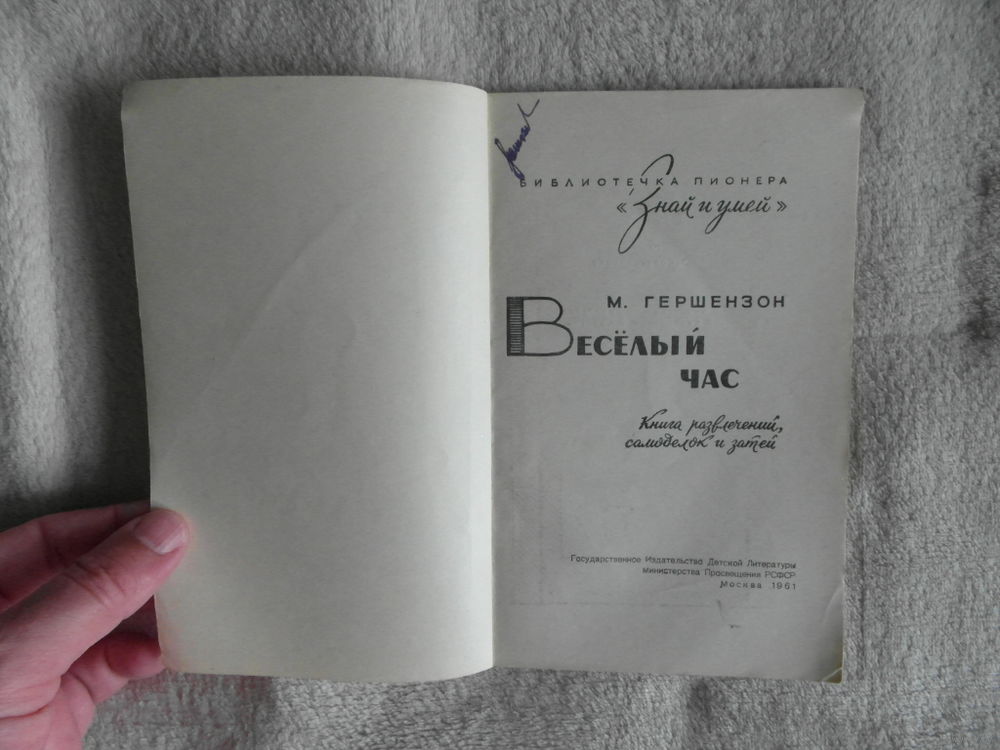 БИБЛИОТЕЧКА ПИОНЕРА
«Знай и умей»
М. ГЕРШЕНЗОН
ВЕСЁЛЫЙ
ЧАС
Книга развлечений,
самоделок и затей
Государственное Издательство Детской Литературы
министерства Просвещения РСФСР
Москва 1961